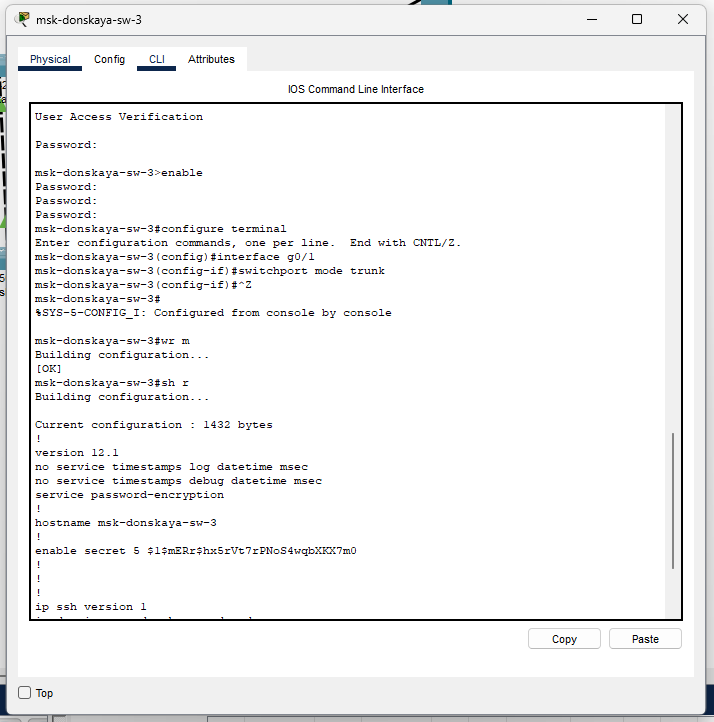 msk-donskaya-sw-3
Physical Config CLI Attributes
IOS Command Line Interface
User Access Verification
Password:
msk-donskaya-sw-3>enable
Password:
Password:
Password:
msk-donskaya-sw-3#configure terminal
Enter configuration commands, one per line.  End with CNTL/Z.
msk-donskaya-sw-3(config)#interface g0/1
msk-donskaya-sw-3(config-if)#switchport mode trunk
msk-donskaya-sw-3(config-if)#^Z
msk-donskaya-sw-3#
%SYS-5-CONFIG_I: Configured from console by console
msk-donskaya-sw-3#wr m
Building configuration...
[OK]
msk-donskaya-sw-3#sh r
Building configuration...
Current configuration : 1432 bytes
!
version 12.1
no service timestamps log datetime msec
no service timestamps debug datetime msec
service password-encryption
!
hostname msk-donskaya-sw-3
!
enable secret 5 $1$mERr$hx5rVt7rPNoS4wqbXKX7m0
!
!
!
ip ssh version 1
Copy Paste
Top